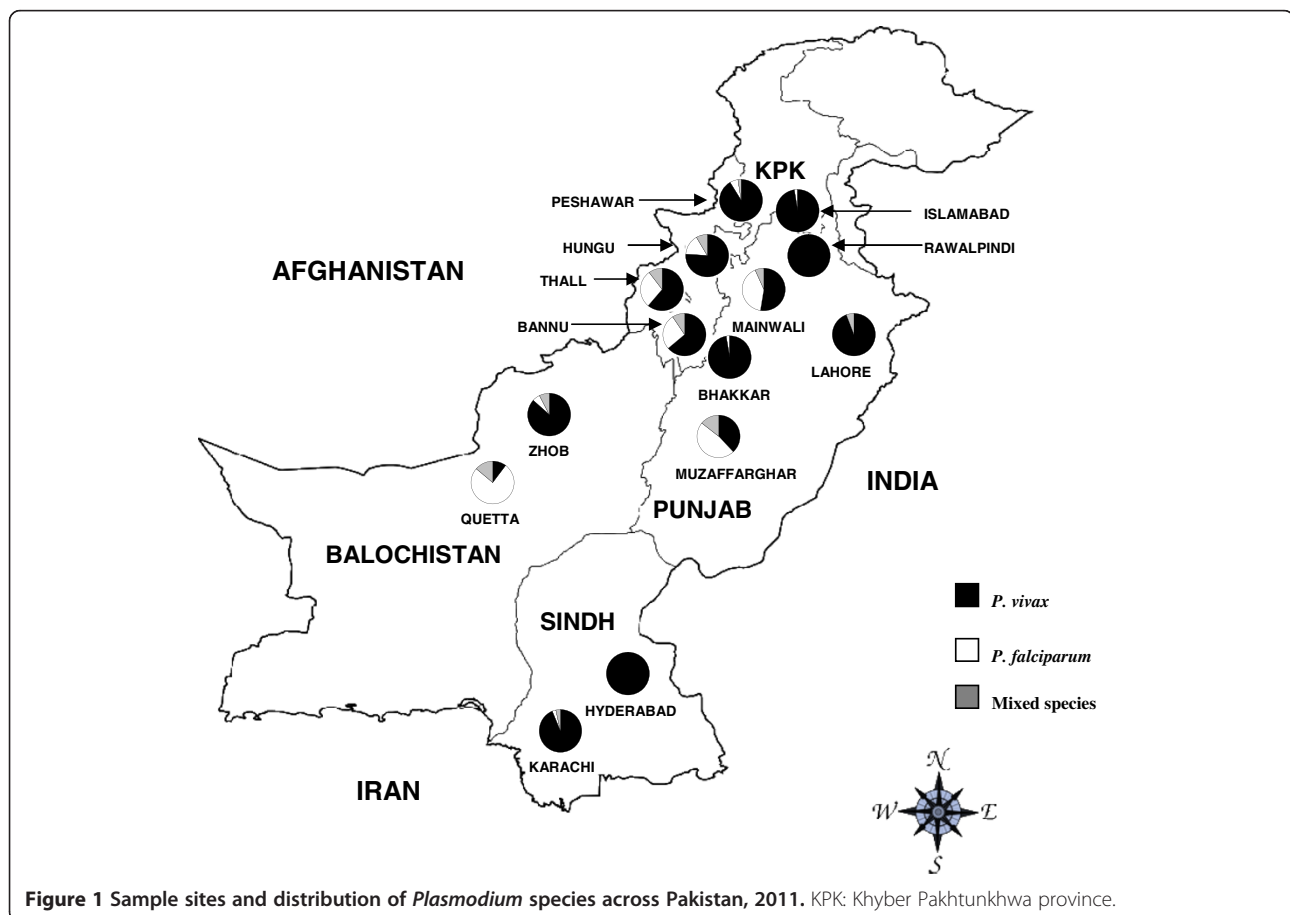 KPK
PESHAWAR
ISLAMABAD
HUNGU
RAWALPINDI
AFGHANISTAN
THALL
BANNU
MAINWALI
LAHORE
BHAKKAR
ZHOB
MUZAFFARGHAR
INDIA
QUETTA
PUNJAB
BALOCHISTAN
P. vivax
SINDH
P. falciparum
Mixed species
HYDERABAD
KARACHI
IRAN
N
W
E
S
Figure 1 Sample sites and distribution of Plasmodium species across Pakistan, 2011. KPK: Khyber Pakhtunkhwa province.